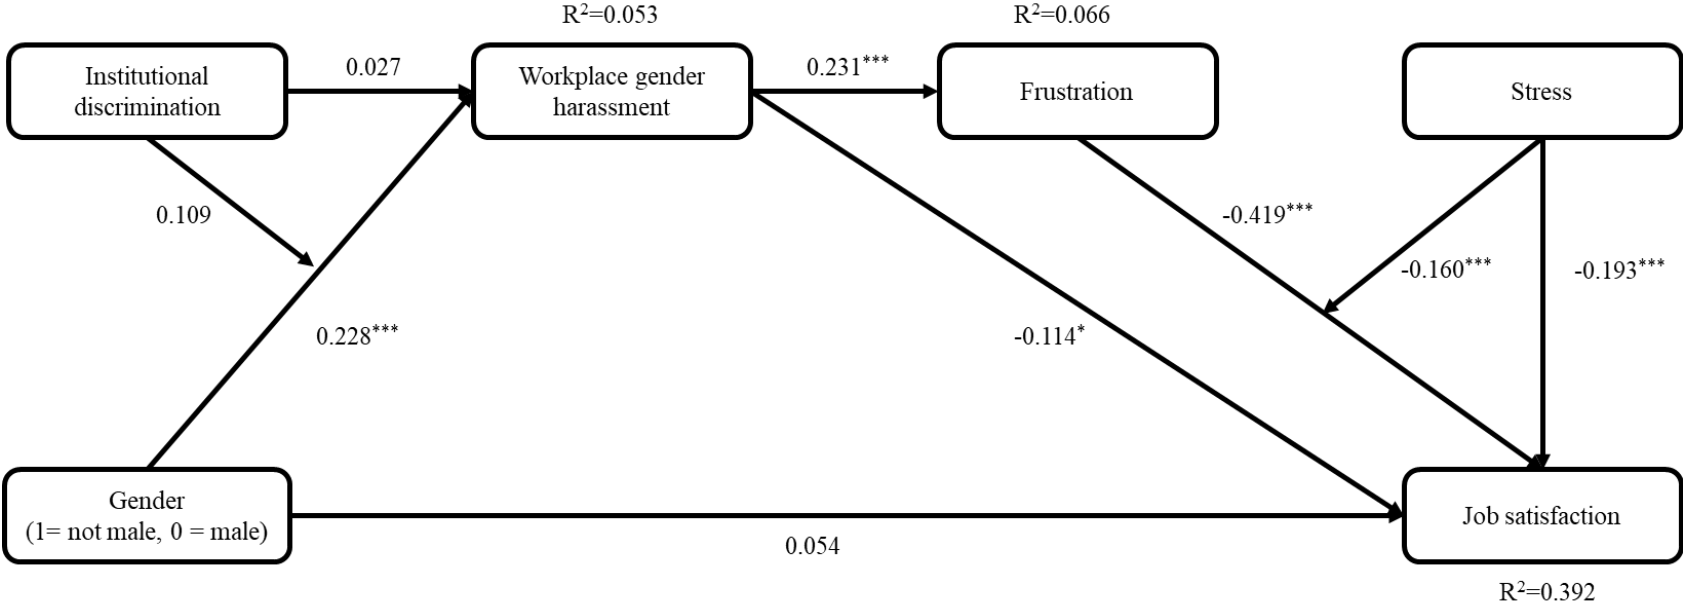 R²=0.053
R²=0.066
Institutional
discrimination
0.027
Workplace gender
harassment
0.231***
Frustration
Stress
0.109
-0.419***
-0.160***
-0.193***
0.228***
-0.114*
Gender
(1= not male, 0 = male)
0.054
Job satisfaction
R²=0.392